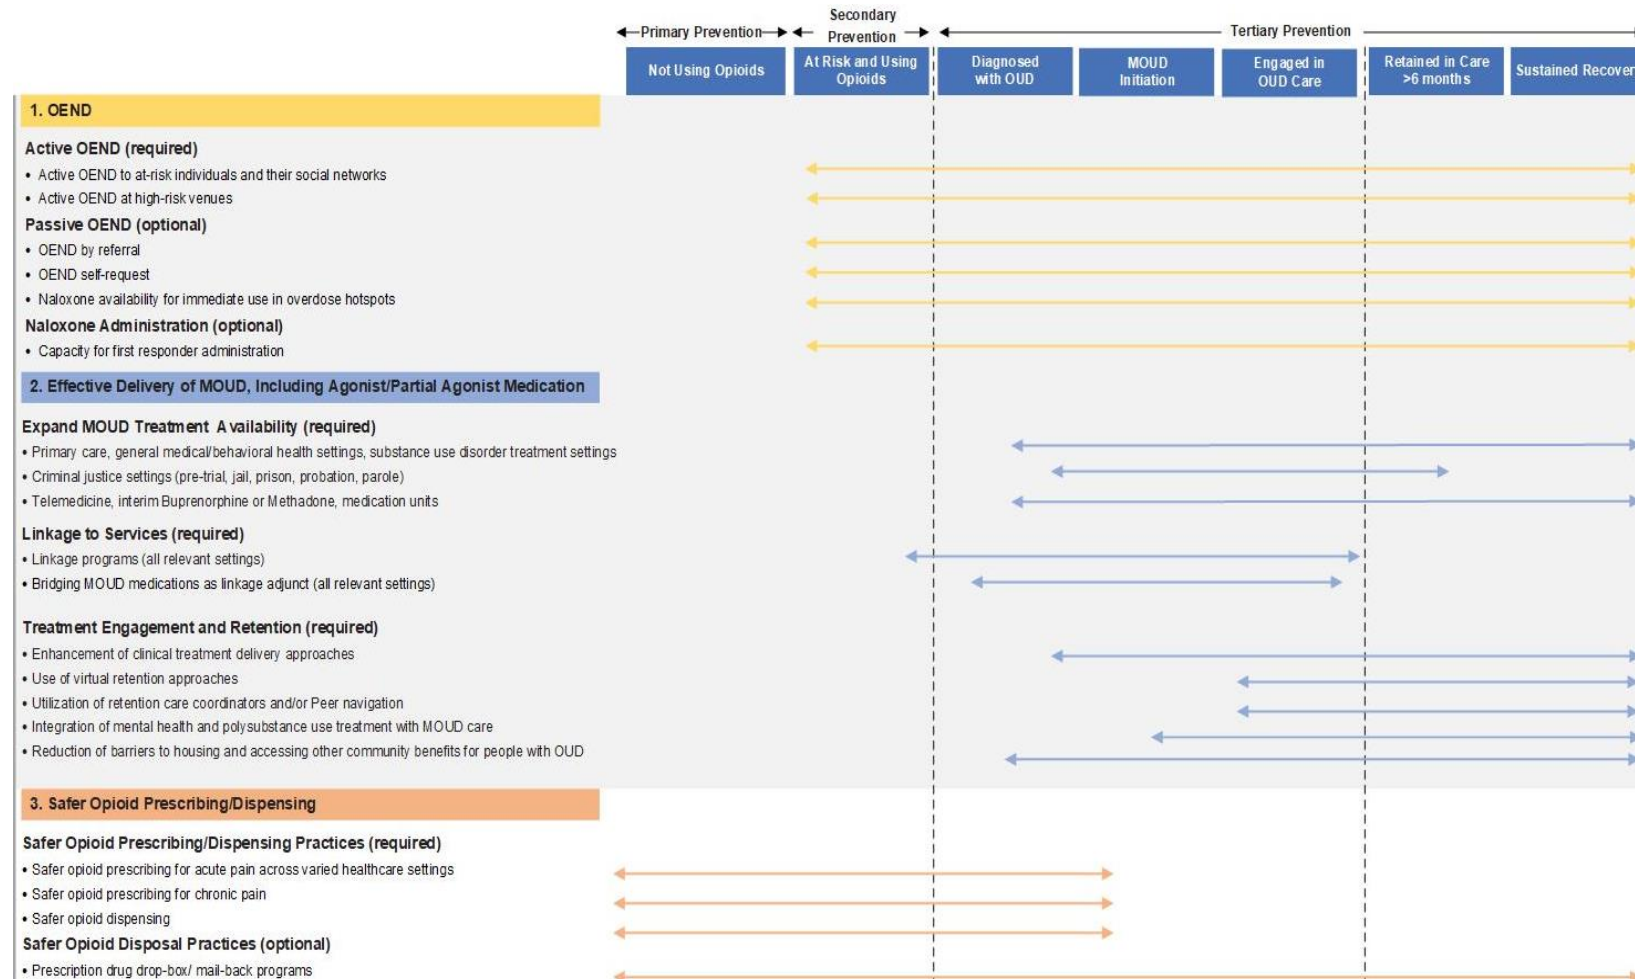 Primary Prevention
Secondary
Prevention
Tertiary Prevention
Not Using Opioids
At Risk and Using
Opioids
Diagnosed
with OUD
MOUD
Initiation
Engaged in
OUD Care
Retained in Care
>6 months
Sustained Recover
1. OEND
Active OEND (required)
• Active OEND to at-risk individuals and their social networks
• Active OEND at high-risk venues
Passive OEND (optional)
• OEND by referral
• OEND self-request
• Naloxone availability for immediate use in overdose hotspots
Naloxone Administration (optional)
• Capacity for first responder administration
2. Effective Delivery of MOUD, Including Agonist/Partial Agonist Medication
Expand MOUD Treatment Availability (required)
• Primary care, general medical/behavioral health settings, substance use disorder treatment settings
• Criminal justice settings (pre-trial, jail, prison, probation, parole)
• Telemedicine, interim Buprenorphine or Methadone, medication units
Linkage to Services (required)
• Linkage programs (all relevant settings)
• Bridging MOUD medications as linkage adjunct (all relevant settings)
Treatment Engagement and Retention (required)
• Enhancement of clinical treatment delivery approaches
• Use of virtual retention approaches
• Utilization of retention care coordinators and/or Peer navigation
• Integration of mental health and polysubstance use treatment with MOUD care
• Reduction of barriers to housing and accessing other community benefits for people with OUD
3. Safer Opioid Prescribing/Dispensing
Safer Opioid Prescribing/Dispensing Practices (required)
• Safer opioid prescribing for acute pain across varied healthcare settings
• Safer opioid prescribing for chronic pain
• Safer opioid dispensing
Safer Opioid Disposal Practices (optional)
• Prescription drug drop-box/ mail-back programs